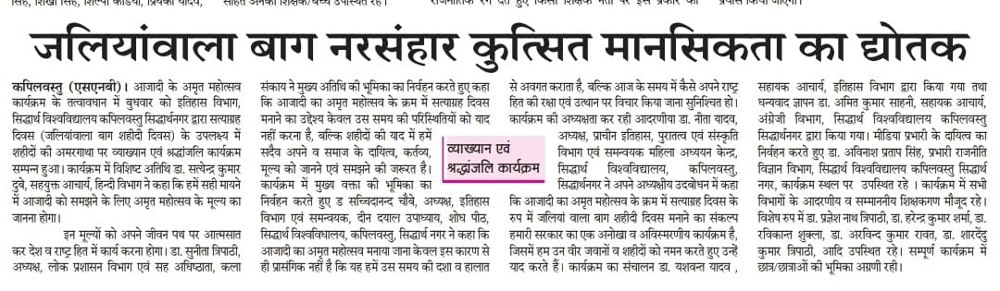 सिंह, शिखा सिंह, शिल्पी कौडिया, प्रियंका यादव,
सहित अनेकों शिक्षक/बच्चे उपस्थित रहे।
प्रयास किया जाएगा।
जलियांवाला बाग नरसंहार कुत्सित मानसिकता का द्योतक
कपिलवस्तु (एसएनबी)। आजादी के अमृत महोत्सव
कार्यक्रम के तत्वावधान में बुधवार को इतिहास विभाग,
सिद्धार्थ विश्वविद्यालय कपिलवस्तु सिद्धार्थनगर द्वारा सत्याग्रह
दिवस (जलियांवाला बाग शहीदी दिवस) के उपलक्ष्य में
शहीदों की अमरगाथा पर व्याख्यान एवं श्रद्धांजलि कार्यक्रम
सम्पन्न हुआ। कार्यक्रम में विशिष्ट अतिथि डा. सत्येन्द्र कुमार
दुबे, सहयुक्त आचार्य, हिन्दी विभाग ने कहा कि हमें सही मायने
में आजादी को समझने के लिए अमृत महोत्सव के मूल्य का
जानना होगा।
इन मूल्यों को अपने जीवन पथ पर आत्मसात
कर देश व राष्ट्र हित में कार्य करना होगा। डा. सुनीता त्रिपाठी,
अध्यक्ष, लोक प्रशासन विभाग एवं सह अधिष्ठाता, कला
संकाय ने मुख्य अतिथि की भूमिका का निर्वहन करते हुए कहा
कि आजादी का अमृत महोत्सव के क्रम में सत्याग्रह दिवस
मनाने का उद्देश्य केवल उस समय की परिस्थितियों को याद
नहीं करना है, बल्कि शहीदों की याद में हमें
सदैव अपने व समाज के दायित्व, कर्तव्य,
मूल्य को जानने एवं समझने की जरूरत है।
कार्यक्रम में मुख्य वक्ता की भूमिका का
निर्वहन करते हुए ड सच्चिदानन्द चौबे, अध्यक्ष, इतिहास
विभाग एवं समन्वयक, दीन दयाल उपाध्याय, शोध पीठ,
सिद्धार्थ विश्वविद्यालय, कपिलवस्तु, सिद्धार्थ नगर ने कहा कि
आजादी का अमृत महोत्सव मनाया जाना केवल इस कारण से
ही प्रासंगिक नहीं है कि यह हमें उस समय की दशा व हालात
व्याख्यान एवं
श्रद्धांजलि कार्यक्रम
से अवगत कराता है, बल्कि आज के समय में कैसे अपने राष्ट्र
हित की रक्षा एवं उत्थान पर विचार किया जाना सुनिश्चित हो।
कार्यक्रम की अध्यक्षता कर रही आदरणीया डा. नीता यादव,
अध्यक्ष, प्राचीन इतिहास, पुरातत्व एवं संस्कृति
विभाग एवं समन्वयक महिला अध्ययन केन्द्र,
सिद्धार्थ विश्वविद्यालय, कपिलवस्तु,
सिद्धार्थनगर ने अपने अध्यक्षीय उदबोधन में कहा
कि आजादी का अमृत महोत्सव के क्रम में सत्याग्रह दिवस के
रुप में जलियां वाला बाग शहीदी दिवस मनाने का संकल्प
हमारी सरकार का एक अनोखा व अविस्मरणीय कार्यक्रम है,
जिसमें हम उन वीर जवानों व शहीदों को नमन करते हुए उन्हें
याद करते हैं। कार्यक्रम का संचालन डा. यशवन्त यादव ,
सहायक आचार्य, इतिहास विभाग द्वारा किया गया तथा
धन्यवाद ज्ञापन डा. अमित कुमार साहनी, सहायक आचार्य,
अंग्रेजी विभाग, सिद्धार्थ विश्वविद्यालय कपिलवस्तु
सिद्धार्थनगर द्वारा किया गया। मीडिया प्रभारी के दायित्व का
निर्वहन करते हुए डा. अविनाश प्रताप सिंह, प्रभारी राजनीति
विज्ञान विभाग, सिद्धार्थ विश्वविद्यालय कपिलवस्तु सिद्धार्थ
नगर, कार्यक्रम स्थल पर उपस्थित रहे । कार्यक्रम में सभी
विभागों के आदरणीय व सम्माननीय शिक्षकगण मौजूद रहे।
विशेष रुप में डा. प्रज्ञेश नाथ त्रिपाठी, डा. हरेन्द्र कुमार शर्मा, डा.
रविकान्त शुक्ला, डा. अरविन्द कुमार रावत, डा. शारदेंदु
कुमार त्रिपाठी, आदि उपस्थित रहे। सम्पूर्ण कार्यक्रम में
छात्र/छात्राओं की भूमिका अग्रणी रही।